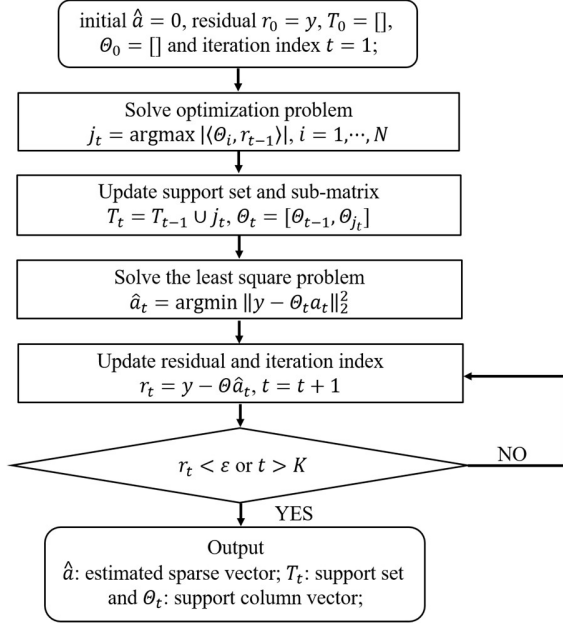 initial â = 0, residual r₀ = y, T₀ = [],
Θ₀ = [] and iteration index t = 1;
Solve optimization problem
jₜ = argmax |⟨Θᵢ, rₜ₋₁⟩|, i = 1,⋯, N
Update support set and sub-matrix
Tₜ = Tₜ₋₁ ∪ jₜ, Θₜ = [Θₜ₋₁, Θ_{jₜ}]
Solve the least square problem
âₜ = argmin ‖y − Θₜaₜ‖₂²
Update residual and iteration index
rₜ = y − Θâₜ, t = t + 1
rₜ < ε or t > K
NO
YES
Output
â: estimated sparse vector; Tₜ: support set
and Θₜ: support column vector;